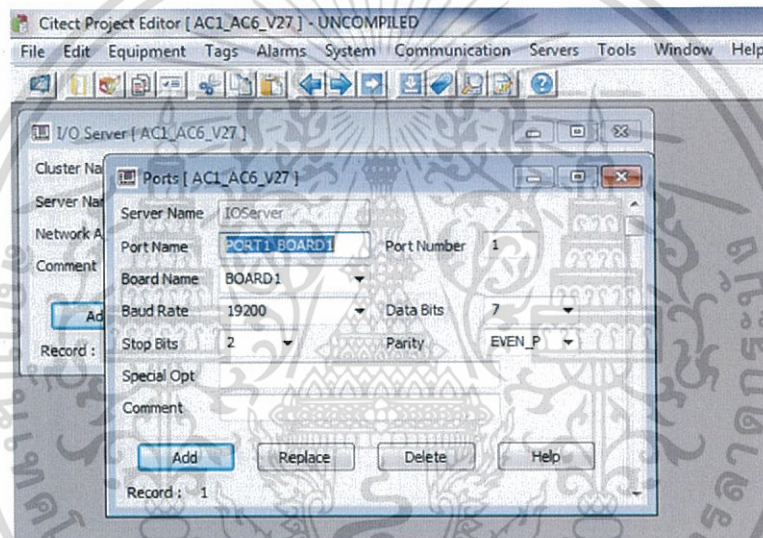 Citect Project Editor [ AC1_AC6_V27 ] - UNCOMPILED
File Edit Equipment Tags Alarms System Communication Servers Tools Window Help
I/O Server [ AC1_AC6_V27 ]
Cluster Na
Server Nar
Network A
Comment
Ad
Record :
Ports [ AC1_AC6_V27 ]
Server Name IOServer
Port Name PORT1_BOARD1 Port Number 1
Board Name BOARD1
Baud Rate 19200 Data Bits 7
Stop Bits 2 Parity EVEN_P
Special Opt
Comment
Add Replace Delete Help
Record : 1